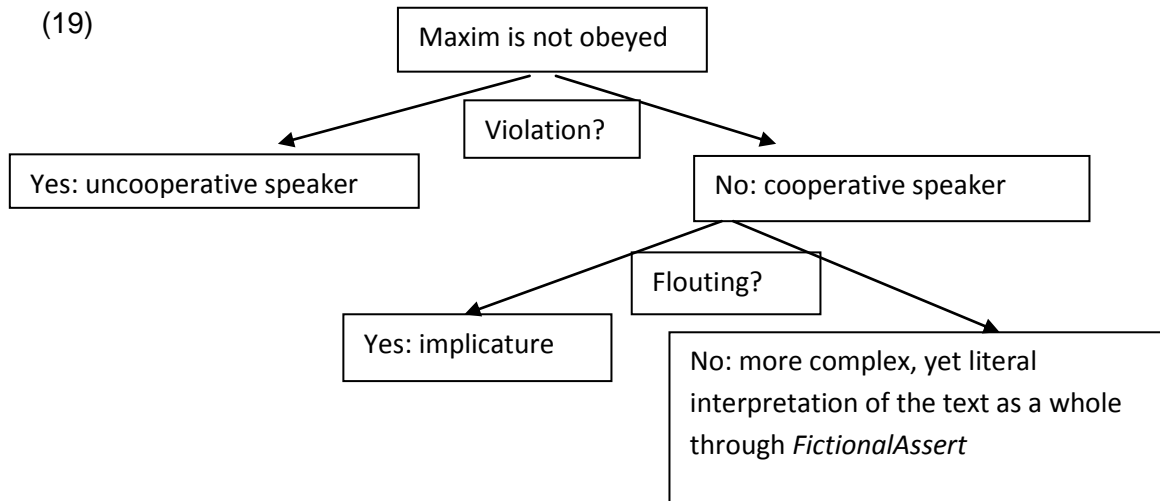 (19)
Maxim is not obeyed
Violation?
Yes: uncooperative speaker
No: cooperative speaker
Flouting?
Yes: implicature
No: more complex, yet literal
interpretation of the text as a whole
through FictionalAssert